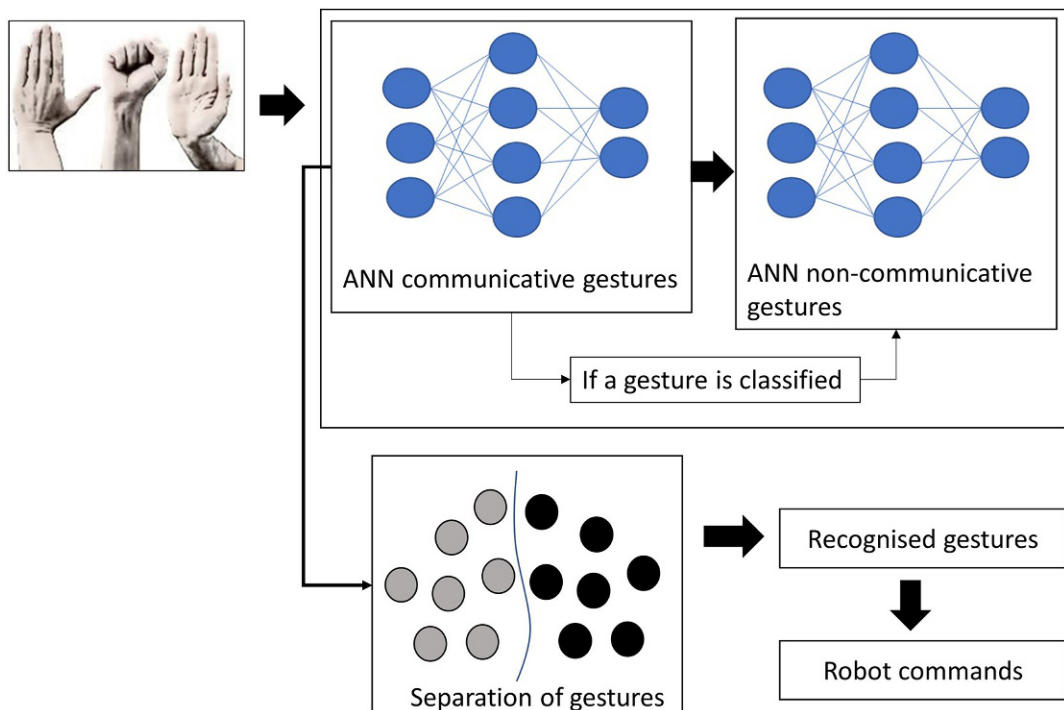 ANN communicative gestures
ANN non-communicative
gestures
If a gesture is classified
Separation of gestures
Recognised gestures
Robot commands